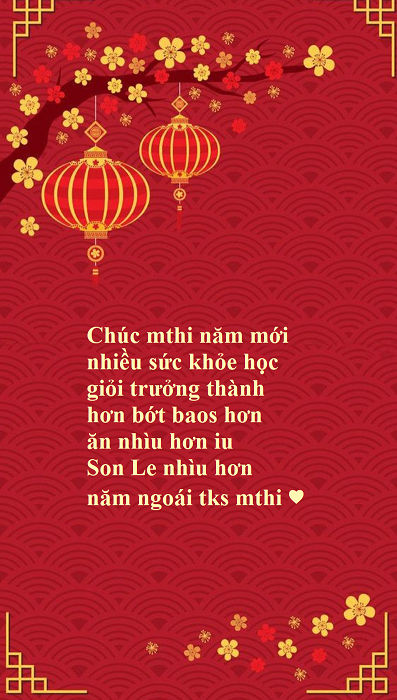 Chúc mthi năm mới
nhiều sức khỏe học
giỏi trưởng thành
hơn bớt baos hơn
ăn nhìu hơn iu
Son Le nhìu hơn
năm ngoái tks mthi ♥